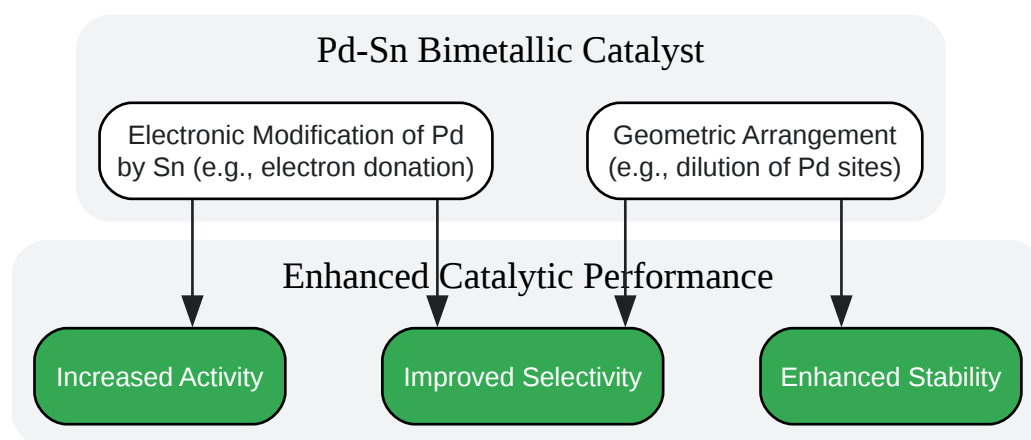 Pd-Sn Bimetallic Catalyst
Electronic Modification of Pd
by Sn (e.g., electron donation)
Geometric Arrangement
(e.g., dilution of Pd sites)
Enhanced Catalytic Performance
Increased Activity
Improved Selectivity
Enhanced Stability